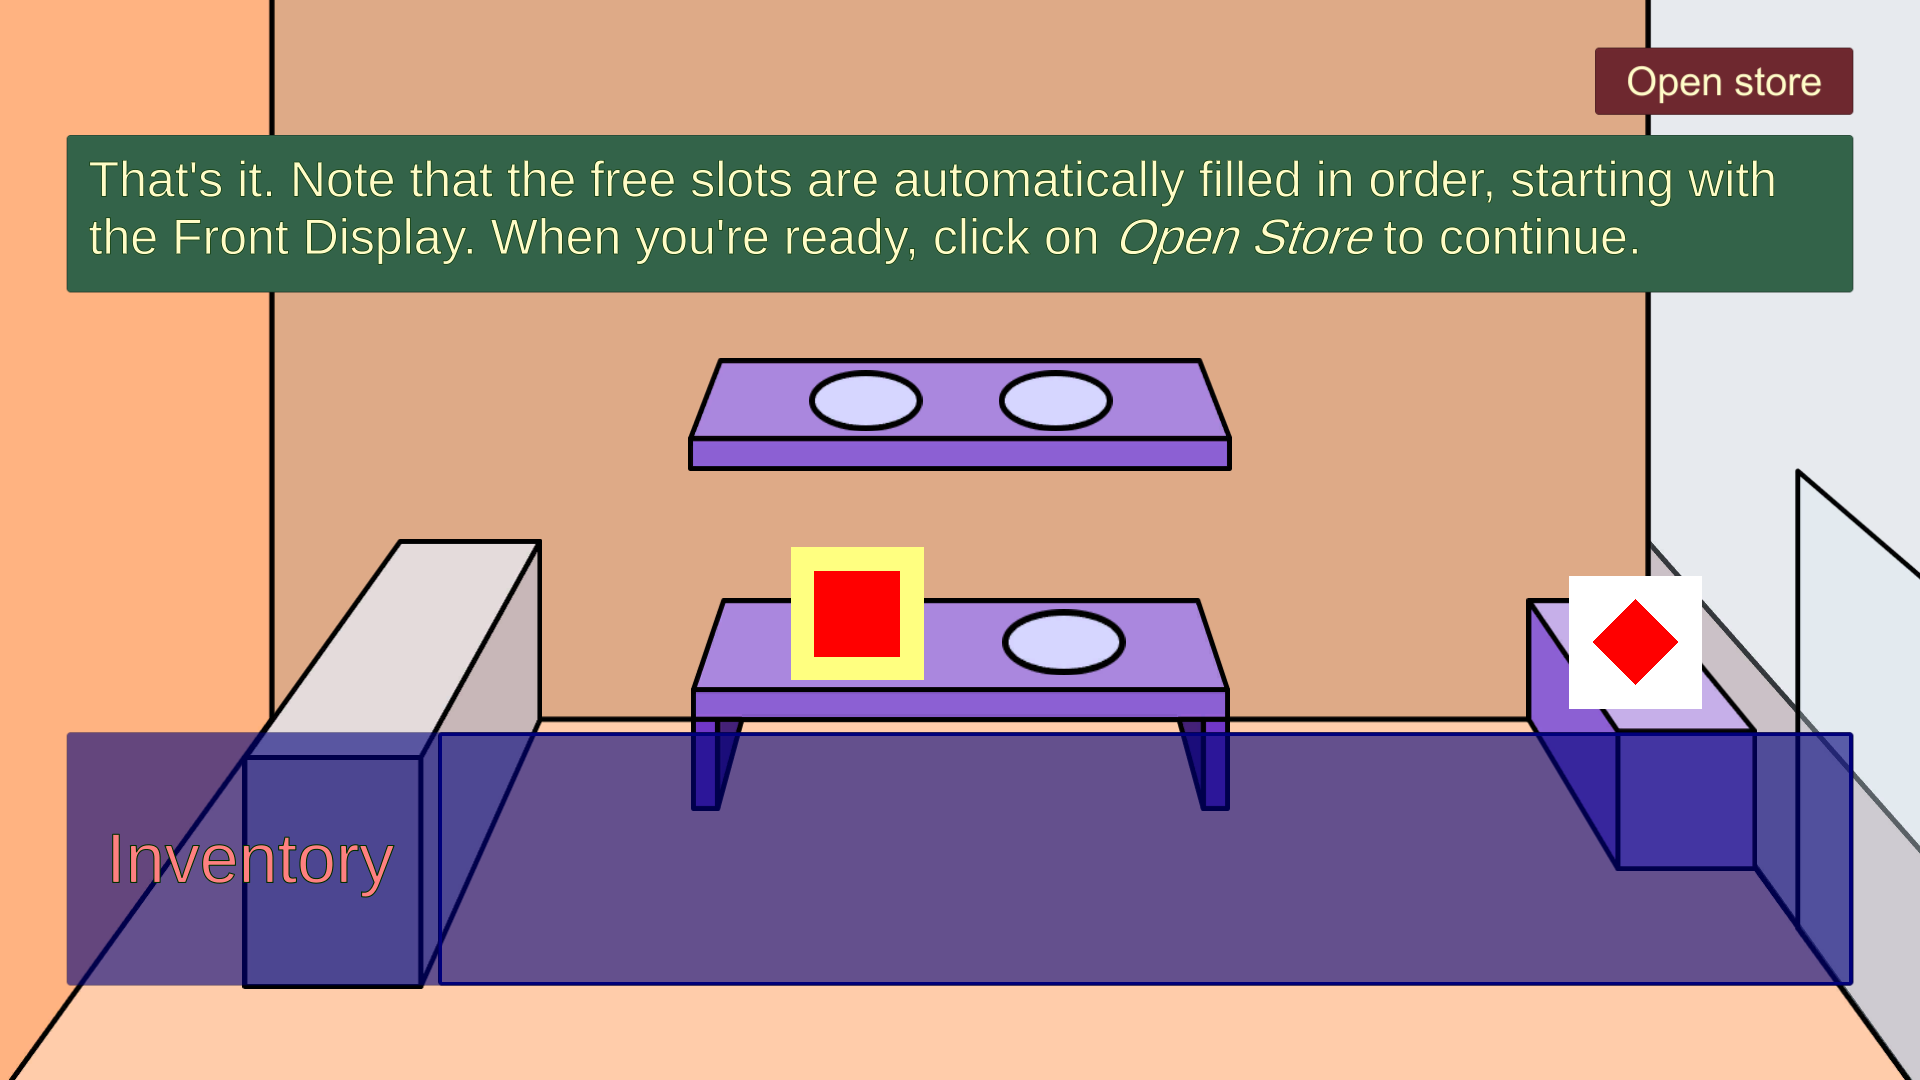 Open store
That's it. Note that the free slots are automatically filled in order, starting with
the Front Display. When you're ready, click on Open Store to continue.
Inventory